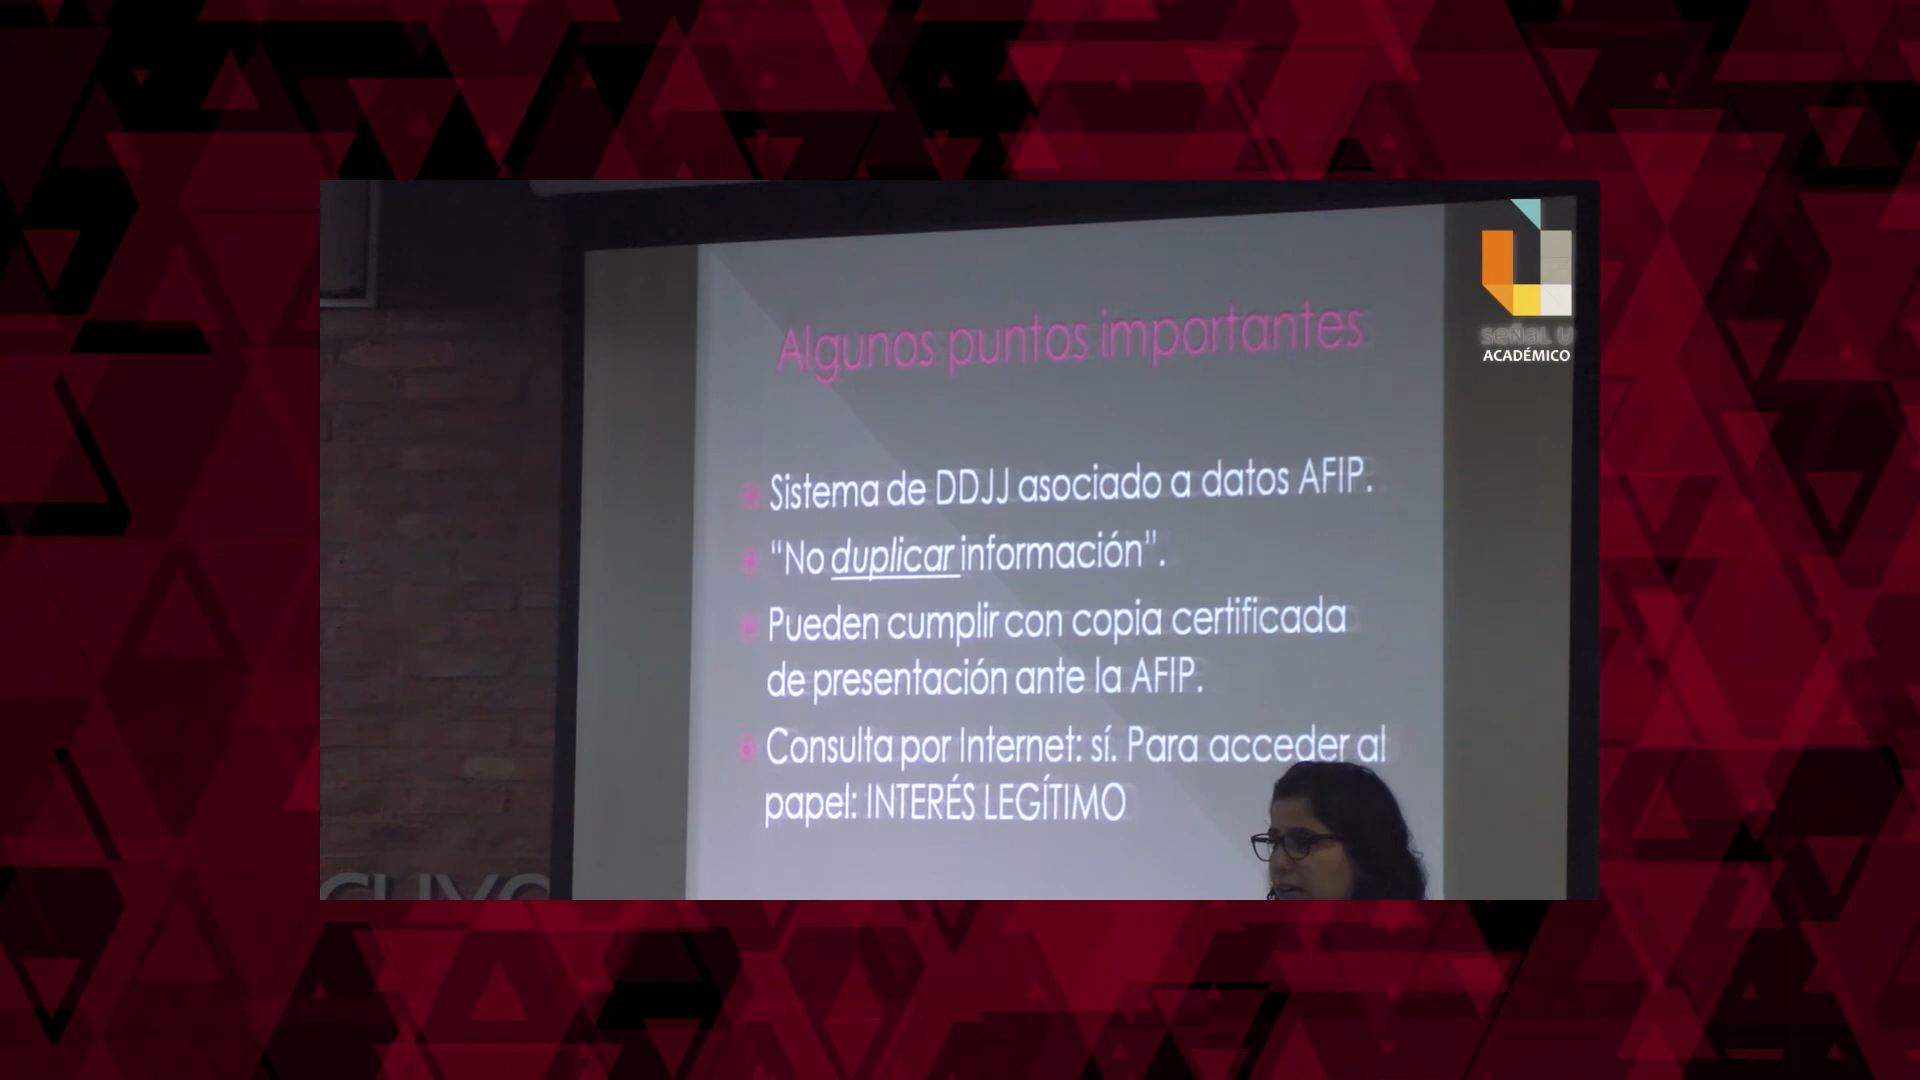 Algunos puntos importantes
SEÑAL U
ACADÉMICO
Sistema de DDJJ asociado a datos AFIP.
“No duplicar información”.
Pueden cumplir con copia certificada
de presentación ante la AFIP.
Consulta por Internet: sí. Para acceder al
papel: INTERÉS LEGÍTIMO
CUYO